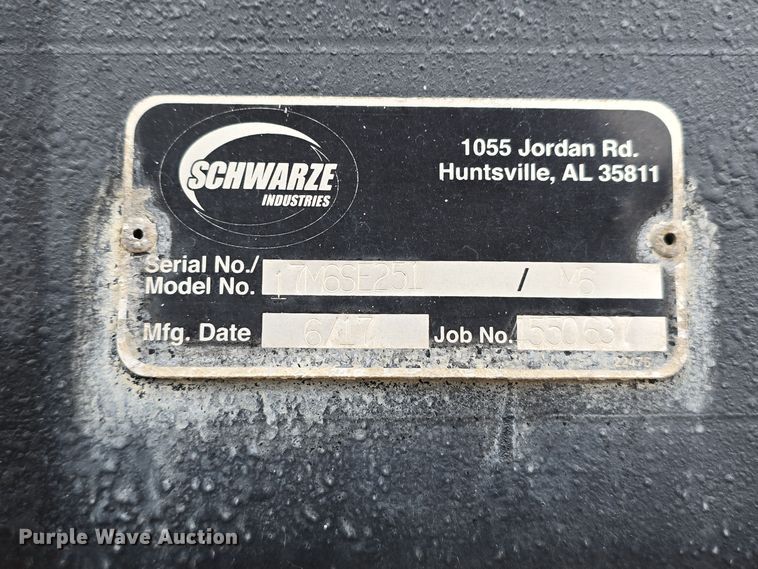 SCHWARZE
INDUSTRIES
1055 Jordan Rd.
Huntsville, AL 35811
Serial No./
Model No. 17M6SE251 / M6
Mfg. Date 6/17 Job No. 550537
Purple Wave Auction